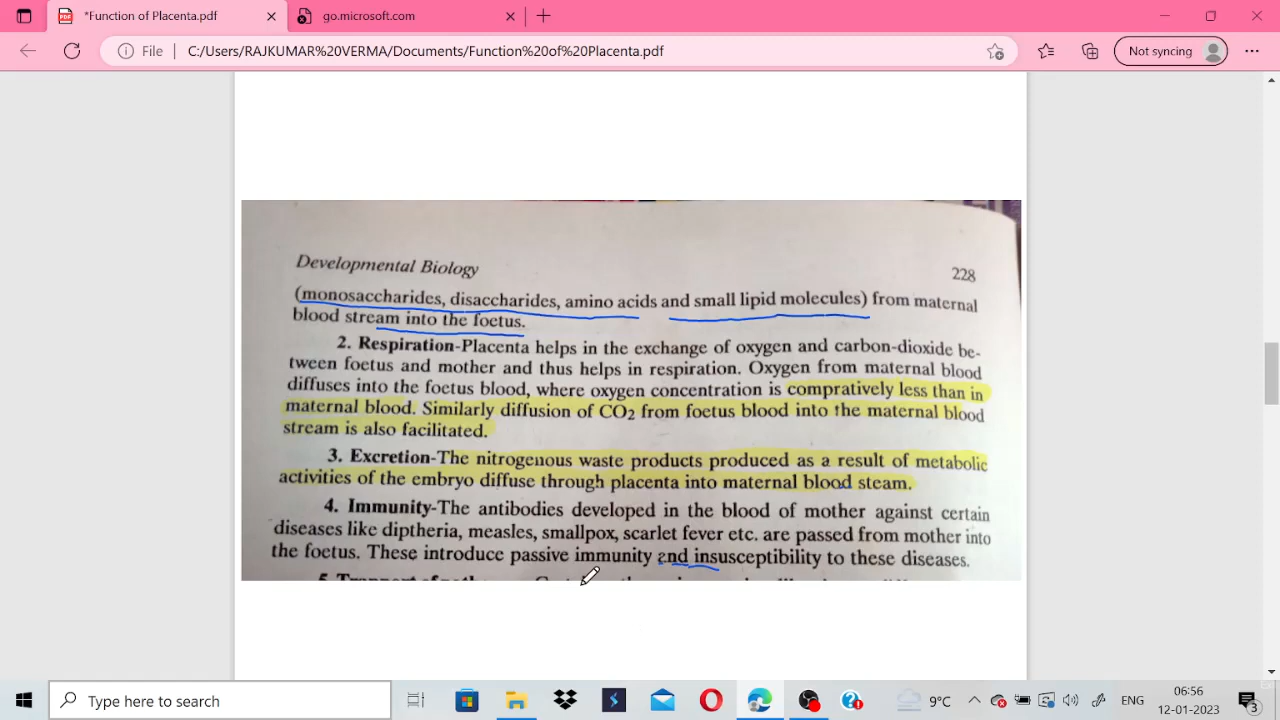 *Function of Placenta.pdf
go.microsoft.com
File
C:/Users/RAJKUMAR%20VERMA/Documents/Function%20of%20Placenta.pdf
Not syncing
Developmental Biology
228
(monosaccharides, disaccharides, amino acids and small lipid molecules) from maternal
blood stream into the foetus.
2. Respiration-Placenta helps in the exchange of oxygen and carbon-dioxide be-
tween foetus and mother and thus helps in respiration. Oxygen from maternal blood
diffuses into the foetus blood, where oxygen concentration is compratively less than in
maternal blood. Similarly diffusion of CO2 from foetus blood into the maternal blood
stream is also facilitated.
3. Excretion-The nitrogenous waste products produced as a result of metabolic
activities of the embryo diffuse through placenta into maternal blood steam.
4. Immunity-The antibodies developed in the blood of mother against certain
diseases like diptheria, measles, smallpox, scarlet fever etc. are passed from mother into
the foetus. These introduce passive immunity and insusceptibility to these diseases.
Type here to search
9°C
ENG
06:56
12-01-2023
3